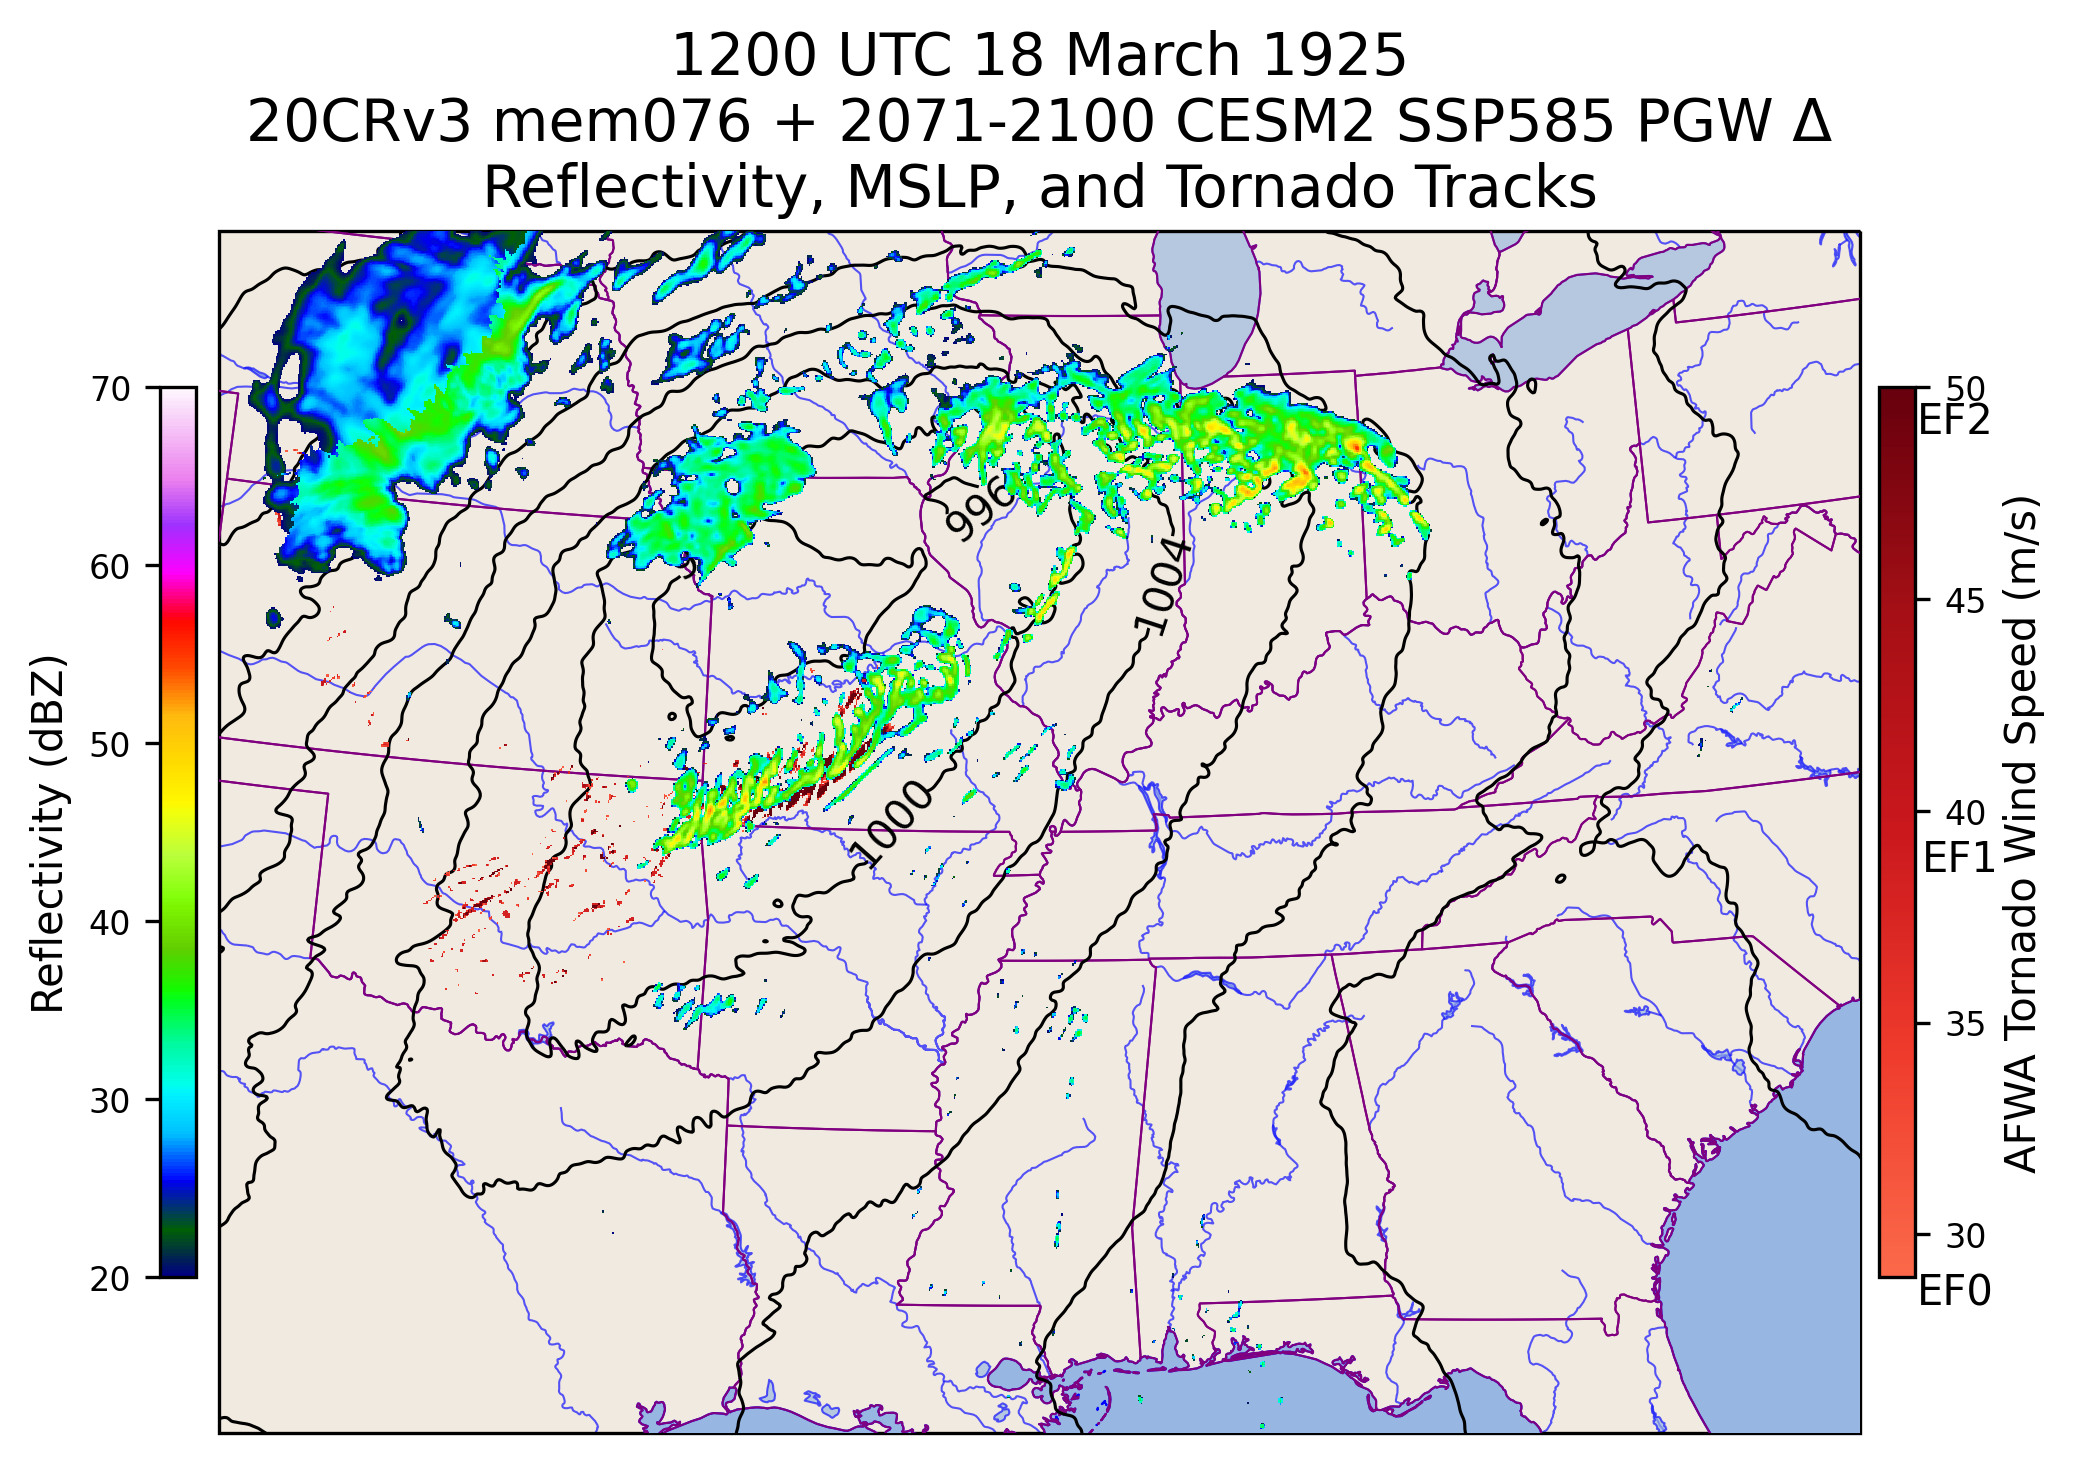 1200 UTC 18 March 1925
20CRv3 mem076 + 2071-2100 CESM2 SSP585 PGW Δ
Reflectivity, MSLP, and Tornado Tracks
70
60
50
40
30
20
Reflectivity (dBZ)
996
1004
1000
50
EF2
45
40
EF1
35
30
EF0
AFWA Tornado Wind Speed (m/s)